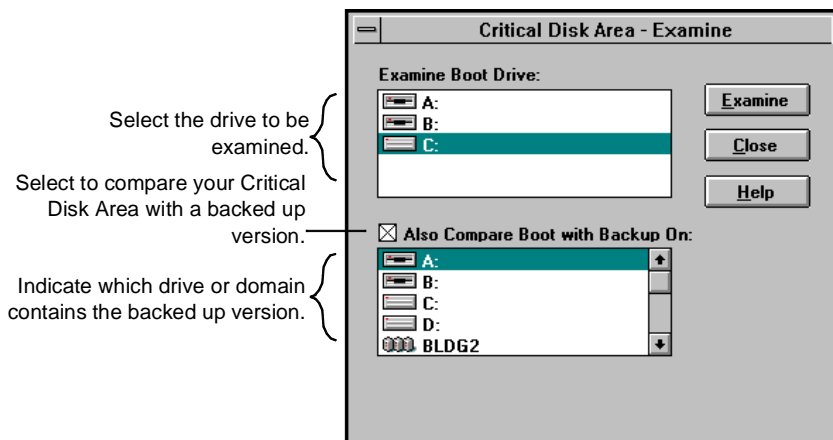 Critical Disk Area - Examine
Examine Boot Drive:
A:
B:
C:
Examine
Close
Help
Select the drive to be
examined.
Select to compare your Critical
Disk Area with a backed up
version.
Also Compare Boot with Backup On:
A:
B:
C:
D:
BLDG2
Indicate which drive or domain
contains the backed up version.